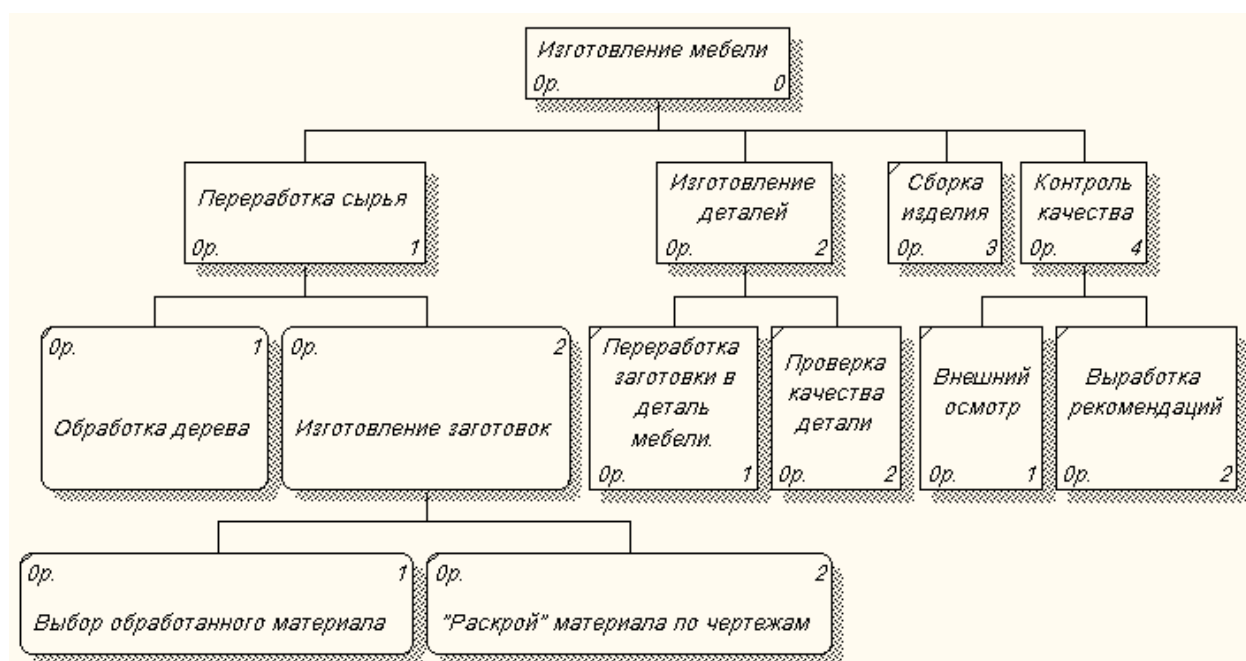 Изготовление мебели
0р. 0
Переработка сырья
0р. 1
Изготовление
деталей
0р. 2
Сборка
изделия
0р. 3
Контроль
качества
0р. 4
0р. 1
Обработка дерева
0р. 2
Изготовление заготовок
Переработка
заготовки в
деталь
мебели.
0р. 1
Проверка
качества
детали
0р. 2
Внешний
осмотр
0р. 1
Выработка
рекомендаций
0р. 2
0р. 1
Выбор обработанного материала
0р. 2
"Раскрой" материала по чертежам